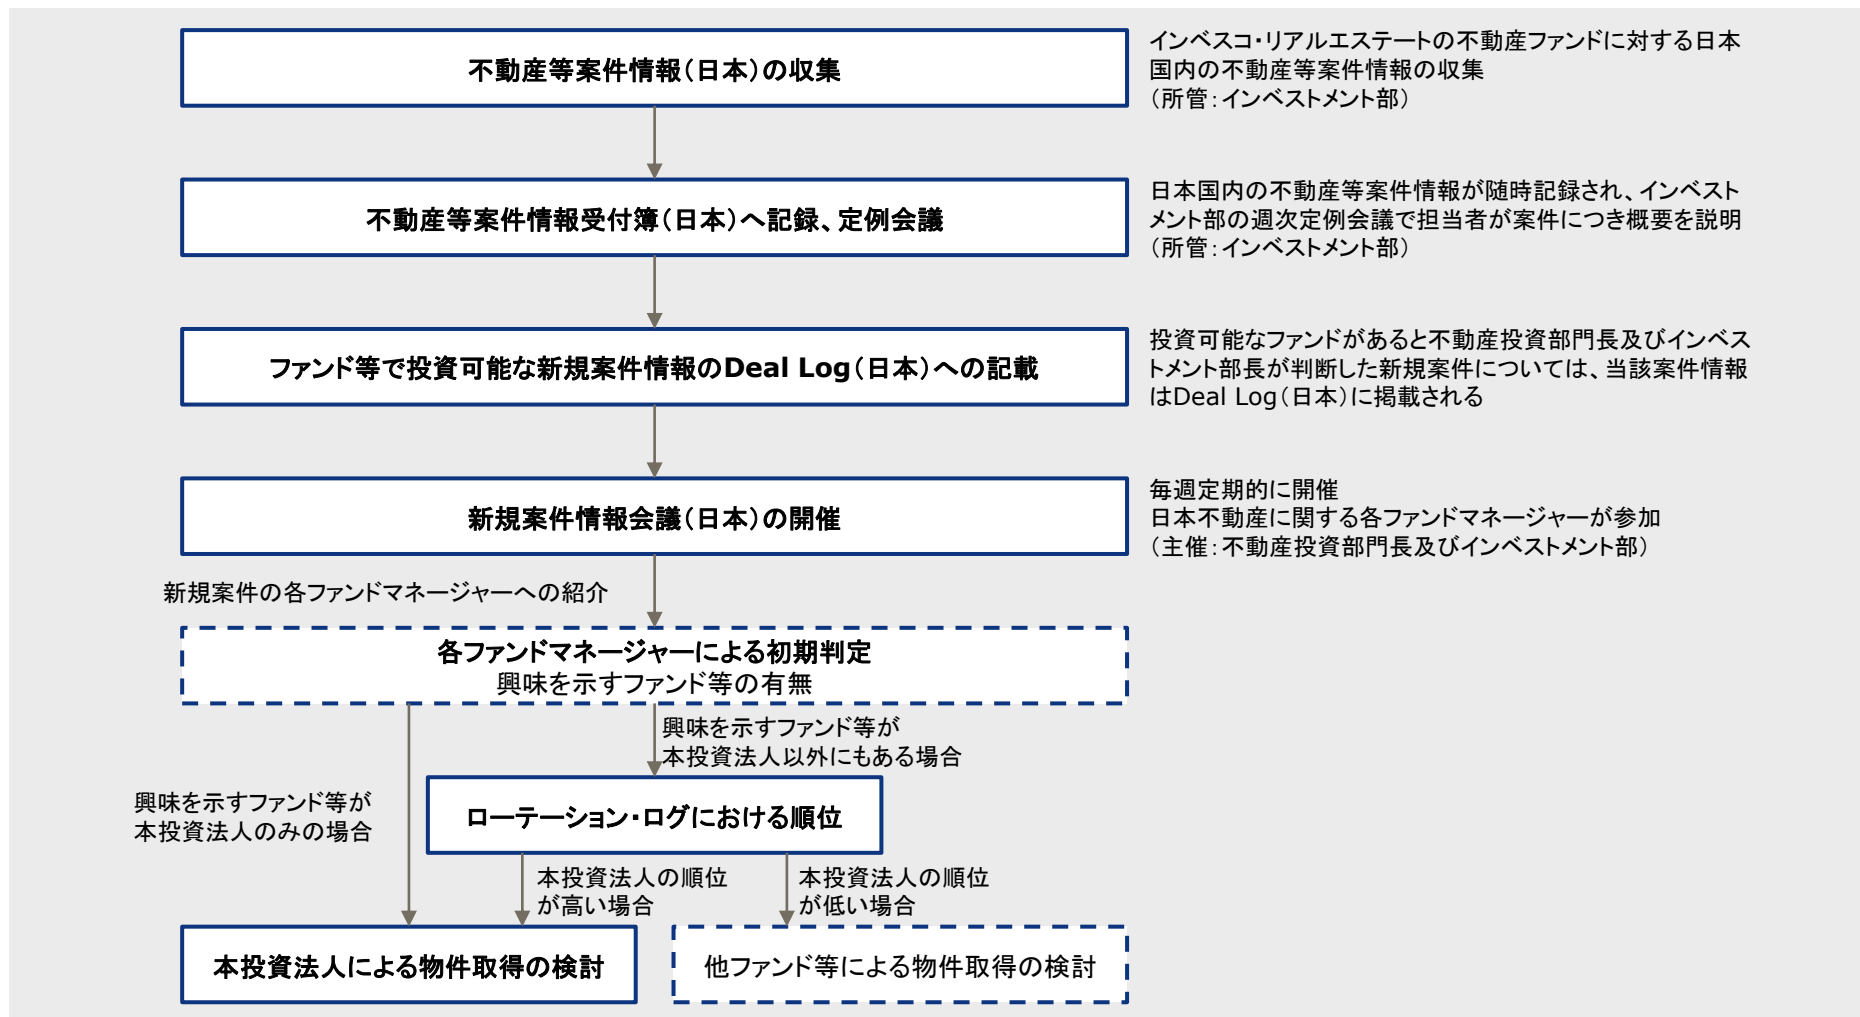 不動産等案件情報（日本）の収集
インベスコ・リアルエステートの不動産ファンドに対する日本
国内の不動産等案件情報の収集
（所管：インベストメント部）
不動産等案件情報受付簿（日本）へ記録、定例会議
日本国内の不動産等案件情報が随時記録され、インベスト
メント部の週次定例会議で担当者が案件につき概要を説明
（所管：インベストメント部）
ファンド等で投資可能な新規案件情報のDeal Log（日本）への記載
投資可能なファンドがあると不動産投資部門長及びインベス
トメント部長が判断した新規案件については、当該案件情報
はDeal Log（日本）に掲載される
新規案件情報会議（日本）の開催
毎週定期的に開催
日本不動産に関する各ファンドマネージャーが参加
（主催：不動産投資部門長及びインベストメント部）
新規案件の各ファンドマネージャーへの紹介
各ファンドマネージャーによる初期判定
興味を示すファンド等の有無
興味を示すファンド等が
本投資法人以外にもある場合
興味を示すファンド等が
本投資法人のみの場合
ローテーション・ログにおける順位
本投資法人の順位
が高い場合
本投資法人の順位
が低い場合
本投資法人による物件取得の検討
他ファンド等による物件取得の検討